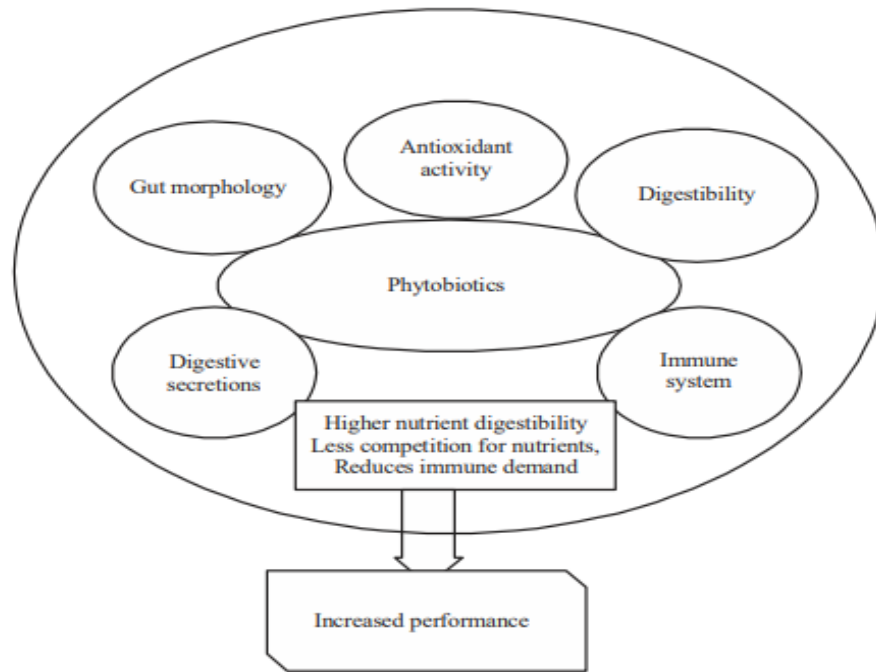 Antioxidant
activity
Gut morphology
Digestibility
Phytobiotics
Digestive
secretions
Immune
system
Higher nutrient digestibility
Less competition for nutrients,
Reduces immune demand
Increased performance